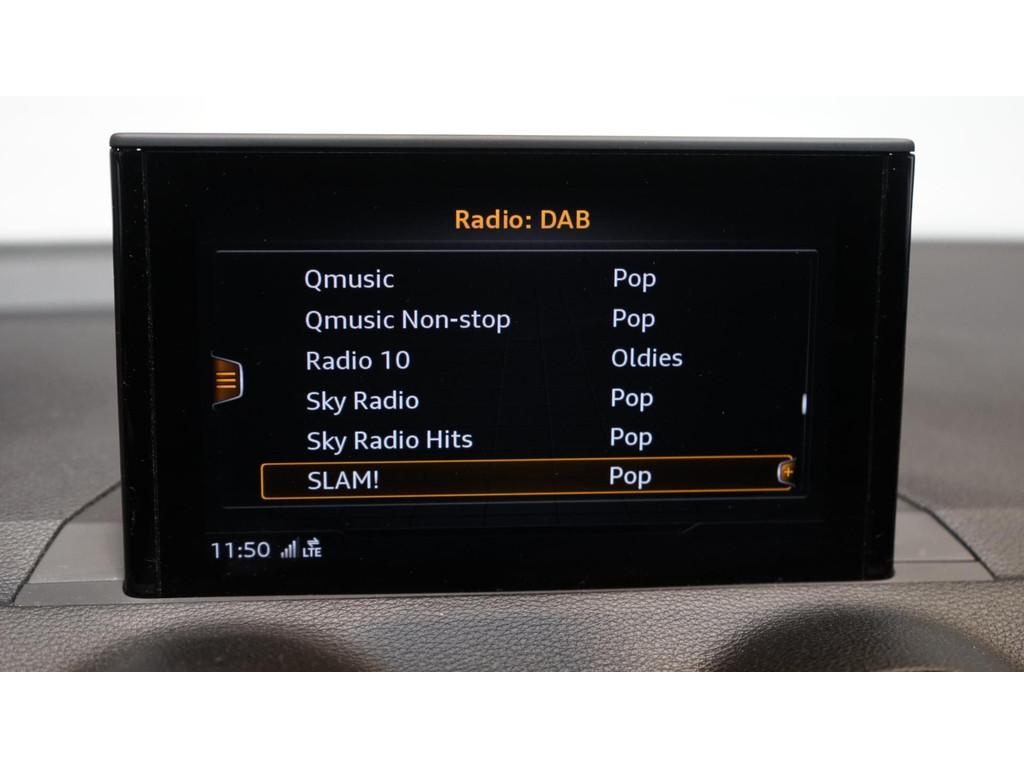 Radio: DAB
Qmusic Pop
Qmusic Non-stop Pop
Radio 10 Oldies
Sky Radio Pop
Sky Radio Hits Pop
SLAM! Pop
11:50 LTE